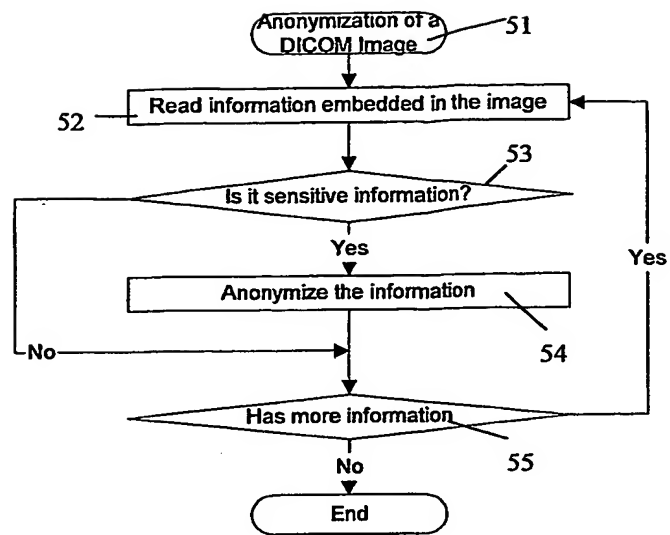 Anonymization of a
DICOM Image
51
Read information embedded in the image
52
53
Is it sensitive information?
Yes
Yes
Anonymize the information
54
No
Has more information
55
No
End